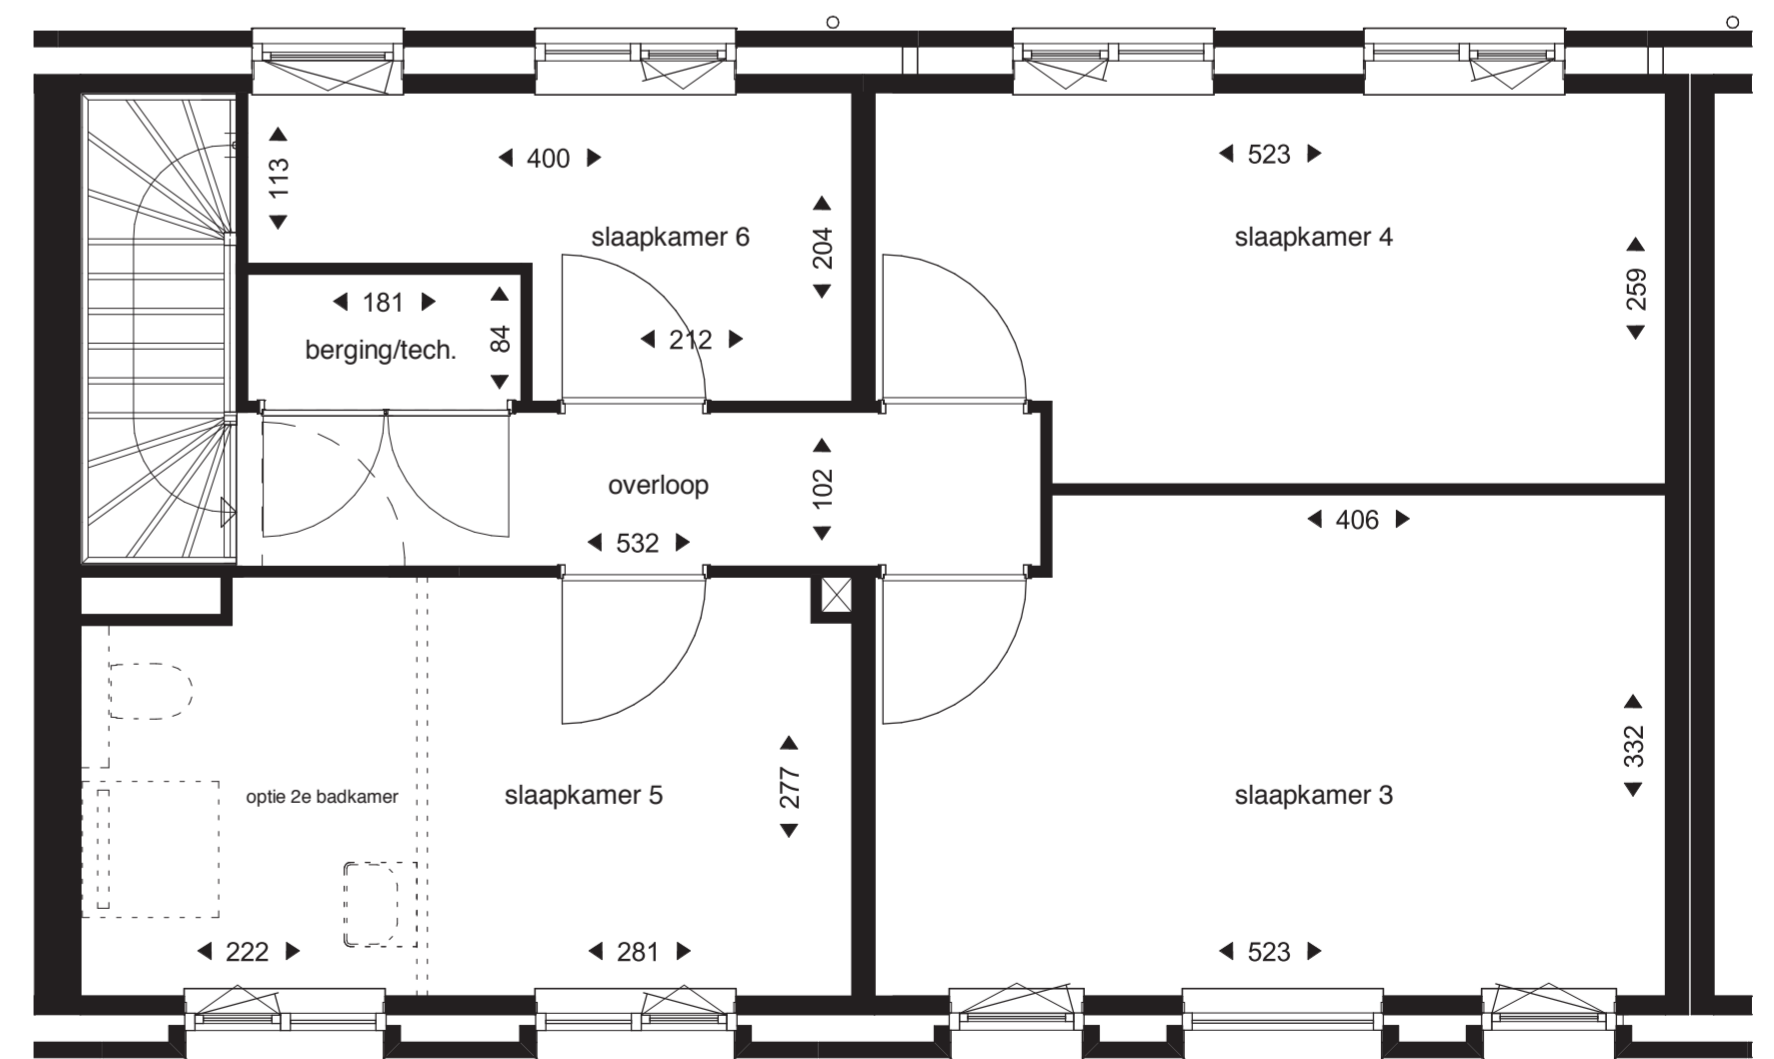 113
400
523
slaapkamer 6
204
slaapkamer 4
259
181
84
berging/tech.
212
overloop
102
532
406
277
332
optie 2e badkamer
slaapkamer 5
slaapkamer 3
222
281
523